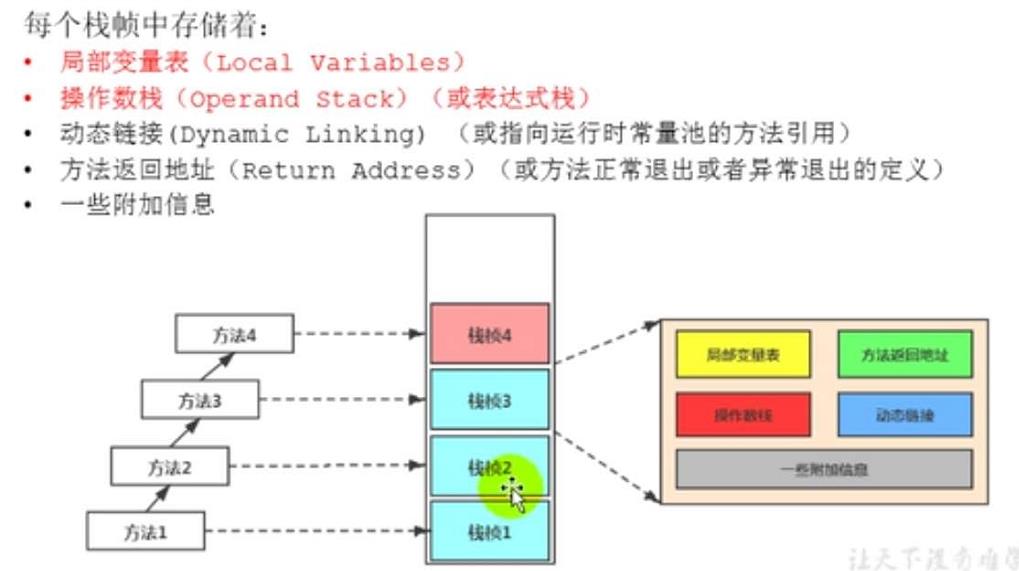 每个栈帧中存储着：
• 局部变量表（Local Variables）
• 操作数栈（Operand Stack）（或表达式栈）
• 动态链接(Dynamic Linking) （或指向运行时常量池的方法引用）
• 方法返回地址（Return Address）（或方法正常退出或者异常退出的定义）
• 一些附加信息
方法4
栈帧4
方法3
栈帧3
方法2
栈帧2
方法1
栈帧1
局部变量表
方法返回地址
操作数栈
动态链接
一些附加信息
让天下没有难学